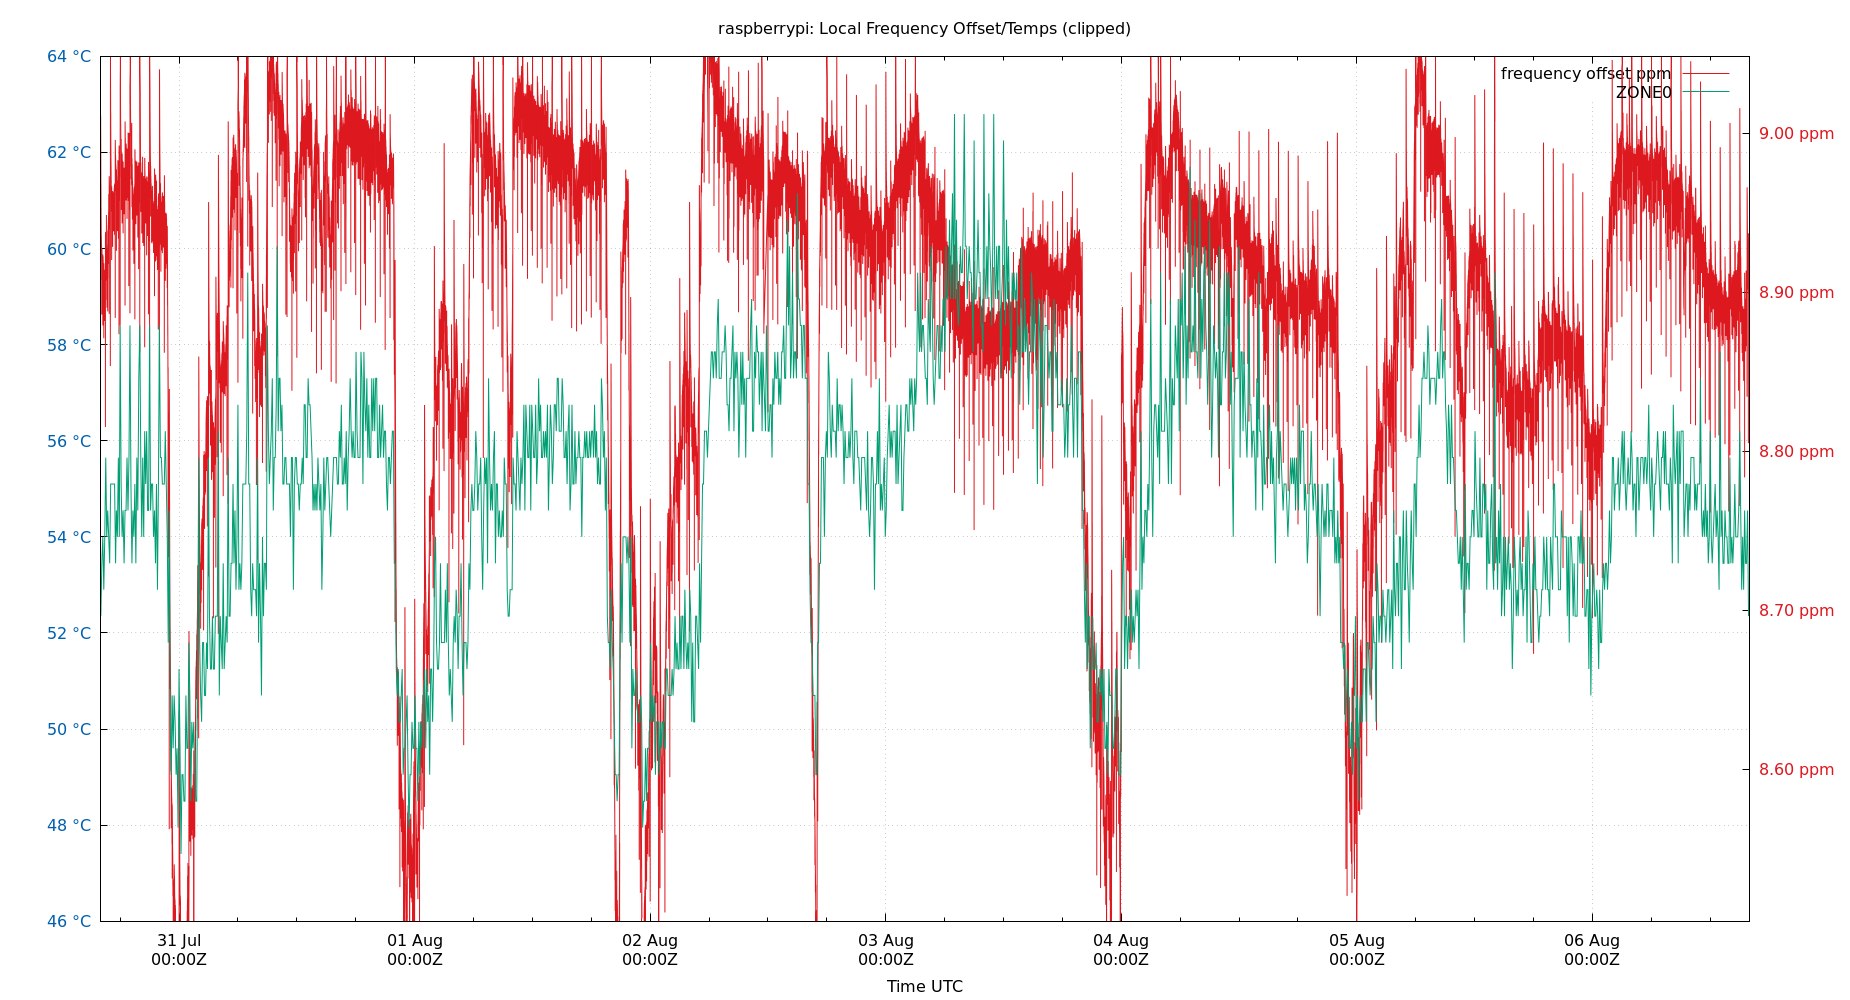 raspberrypi: Local Frequency Offset/Temps (clipped)
64 °C
62 °C
60 °C
58 °C
56 °C
54 °C
52 °C
50 °C
48 °C
46 °C
frequency offset ppm
ZONE0
9.00 ppm
8.90 ppm
8.80 ppm
8.70 ppm
8.60 ppm
31 Jul 01 Aug 02 Aug 03 Aug 04 Aug 05 Aug 06 Aug
00:00Z 00:00Z 00:00Z 00:00Z 00:00Z 00:00Z 00:00Z
Time UTC